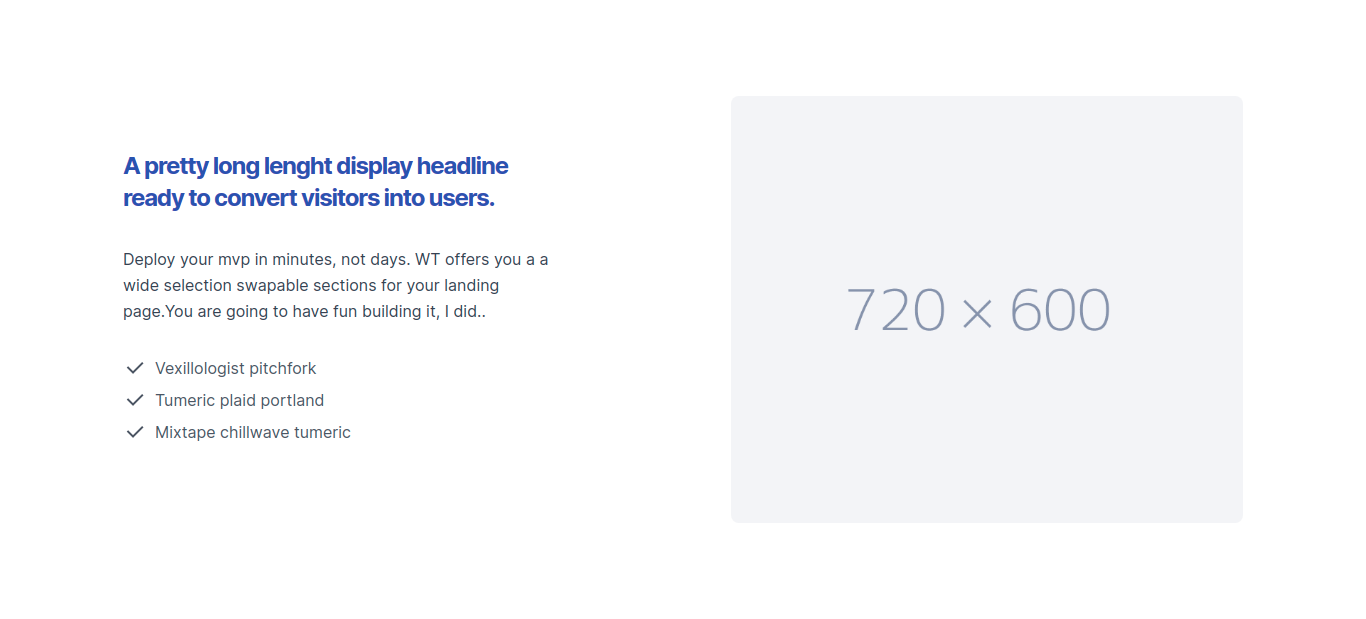 A pretty long lenght display headline
ready to convert visitors into users.
Deploy your mvp in minutes, not days. WT offers you a a
wide selection swapable sections for your landing
page.You are going to have fun building it, I did..
Vexillologist pitchfork
Tumeric plaid portland
Mixtape chillwave tumeric
720 × 600